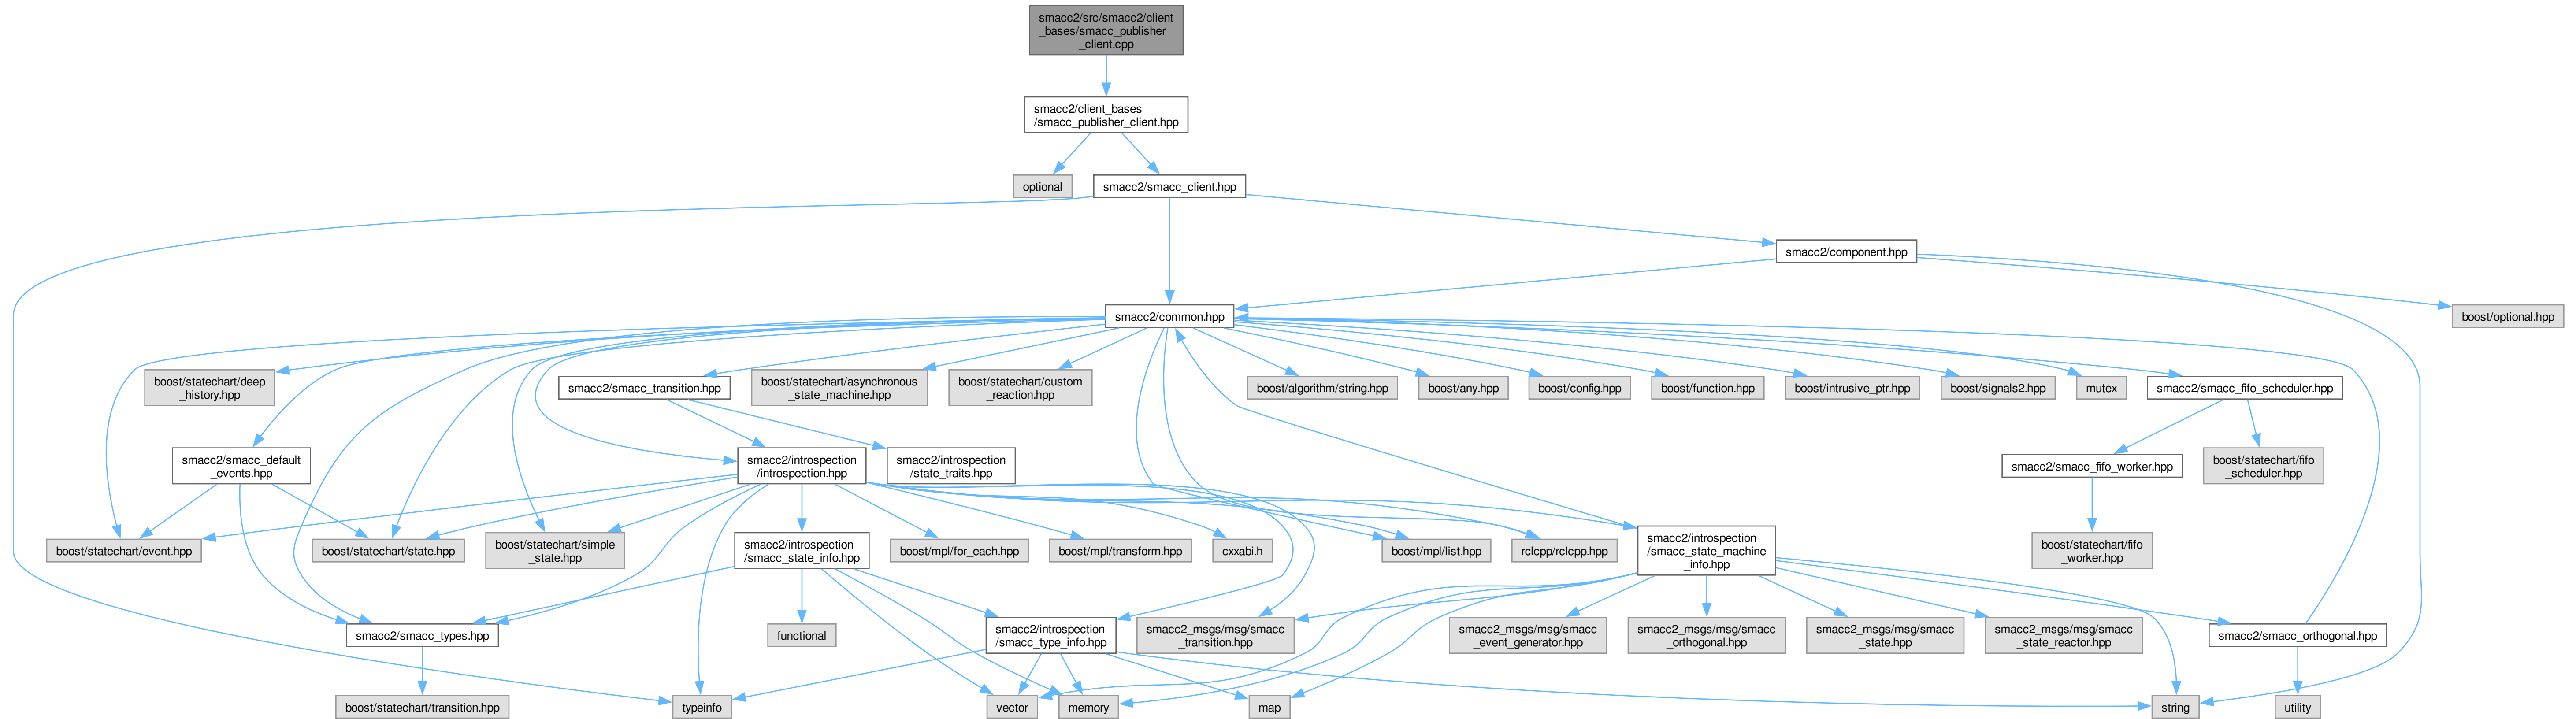 smacc2/src/smacc2/client
_bases/smacc_publisher
_client.cpp
smacc2/client_bases
/smacc_publisher_client.hpp
optional
smacc2/smacc_client.hpp
smacc2/component.hpp
smacc2/common.hpp
boost/optional.hpp
boost/statechart/deep
_history.hpp
smacc2/smacc_transition.hpp
boost/statechart/asynchronous
_state_machine.hpp
boost/statechart/custom
_reaction.hpp
boost/algorithm/string.hpp
boost/any.hpp
boost/config.hpp
boost/function.hpp
boost/intrusive_ptr.hpp
boost/signals2.hpp
mutex
smacc2/smacc_fifo_scheduler.hpp
smacc2/smacc_default
_events.hpp
smacc2/introspection
/introspection.hpp
smacc2/introspection
/state_traits.hpp
smacc2/smacc_fifo_worker.hpp
boost/statechart/fifo
_scheduler.hpp
boost/statechart/event.hpp
boost/statechart/state.hpp
boost/statechart/simple
_state.hpp
smacc2/introspection
/smacc_state_info.hpp
boost/mpl/for_each.hpp
boost/mpl/transform.hpp
cxxabi.h
boost/mpl/list.hpp
rclcpp/rclcpp.hpp
smacc2/introspection
/smacc_state_machine
_info.hpp
boost/statechart/fifo
_worker.hpp
smacc2/smacc_types.hpp
functional
smacc2/introspection
/smacc_type_info.hpp
smacc2_msgs/msg/smacc
_transition.hpp
smacc2_msgs/msg/smacc
_event_generator.hpp
smacc2_msgs/msg/smacc
_orthogonal.hpp
smacc2_msgs/msg/smacc
_state.hpp
smacc2_msgs/msg/smacc
_state_reactor.hpp
smacc2/smacc_orthogonal.hpp
boost/statechart/transition.hpp
typeinfo
vector
memory
map
string
utility